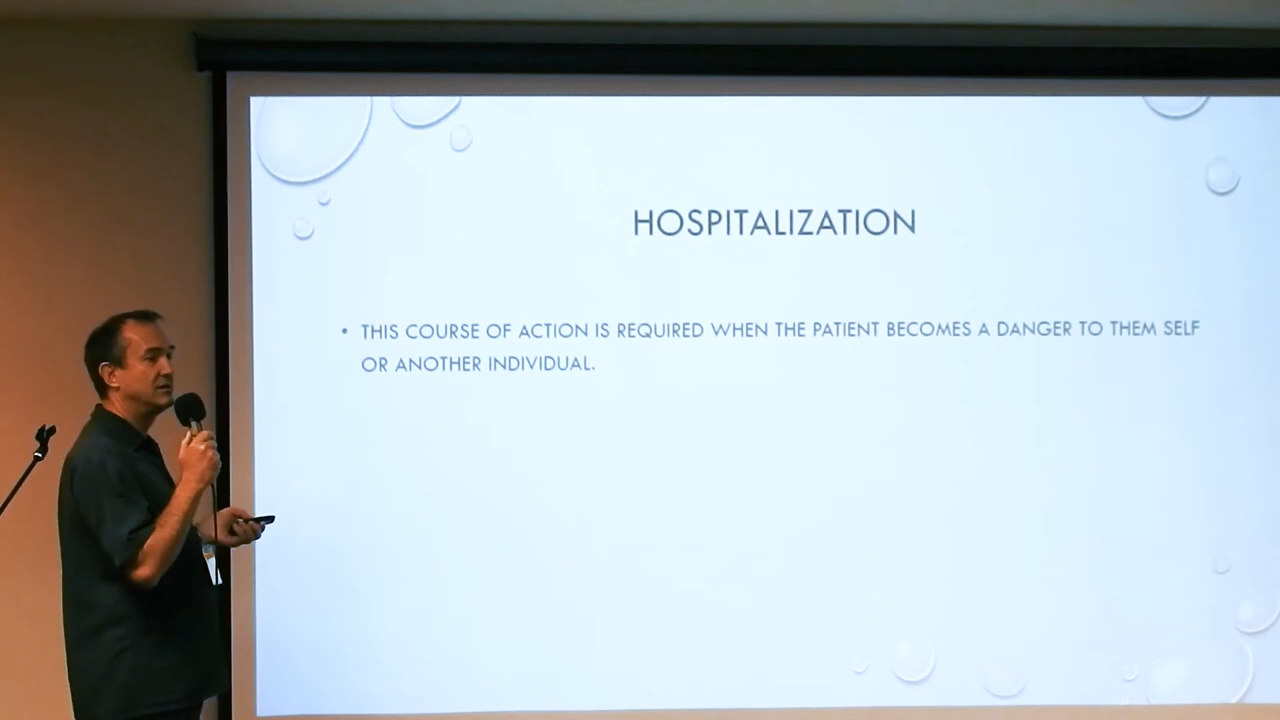 HOSPITALIZATION
• THIS COURSE OF ACTION IS REQUIRED WHEN THE PATIENT BECOMES A DANGER TO THEM SELF
OR ANOTHER INDIVIDUAL.